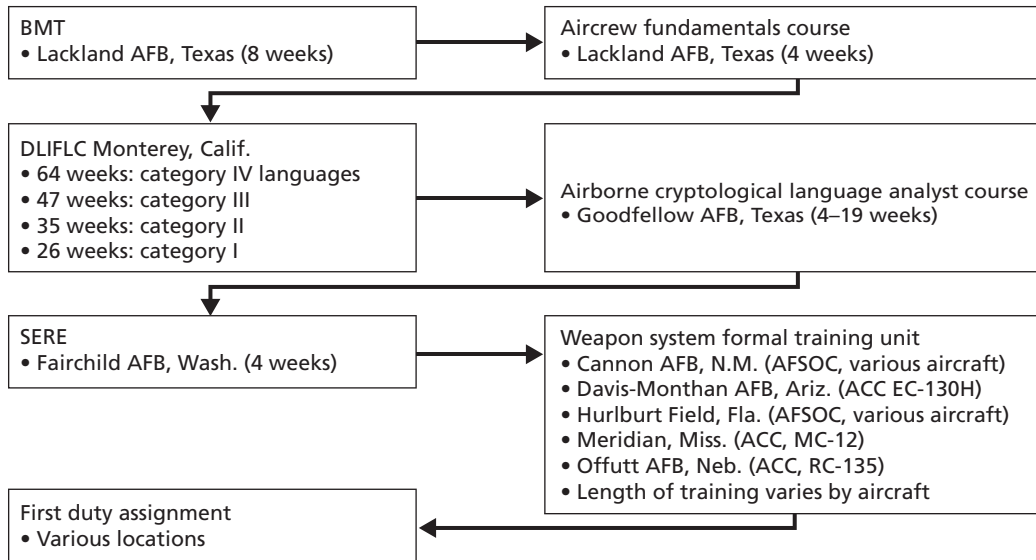 BMT
• Lackland AFB, Texas (8 weeks)
Aircrew fundamentals course
• Lackland AFB, Texas (4 weeks)
DLIFLC Monterey, Calif.
• 64 weeks: category IV languages
• 47 weeks: category III
• 35 weeks: category II
• 26 weeks: category I
Airborne cryptological language analyst course
• Goodfellow AFB, Texas (4–19 weeks)
SERE
• Fairchild AFB, Wash. (4 weeks)
Weapon system formal training unit
• Cannon AFB, N.M. (AFSOC, various aircraft)
• Davis-Monthan AFB, Ariz. (ACC EC-130H)
• Hurlburt Field, Fla. (AFSOC, various aircraft)
• Meridian, Miss. (ACC, MC-12)
• Offutt AFB, Neb. (ACC, RC-135)
• Length of training varies by aircraft
First duty assignment
• Various locations